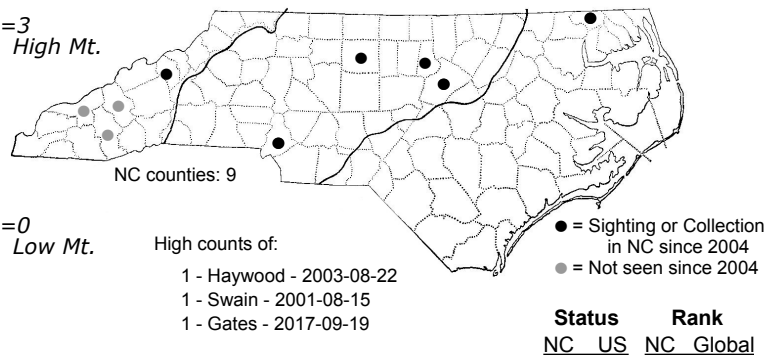 =3
High Mt.
NC counties: 9
=0
Low Mt.
High counts of:
1 - Haywood - 2003-08-22
1 - Swain - 2001-08-15
1 - Gates - 2017-09-19
= Sighting or Collection
in NC since 2004
= Not seen since 2004
Status Rank
NC US NC Global